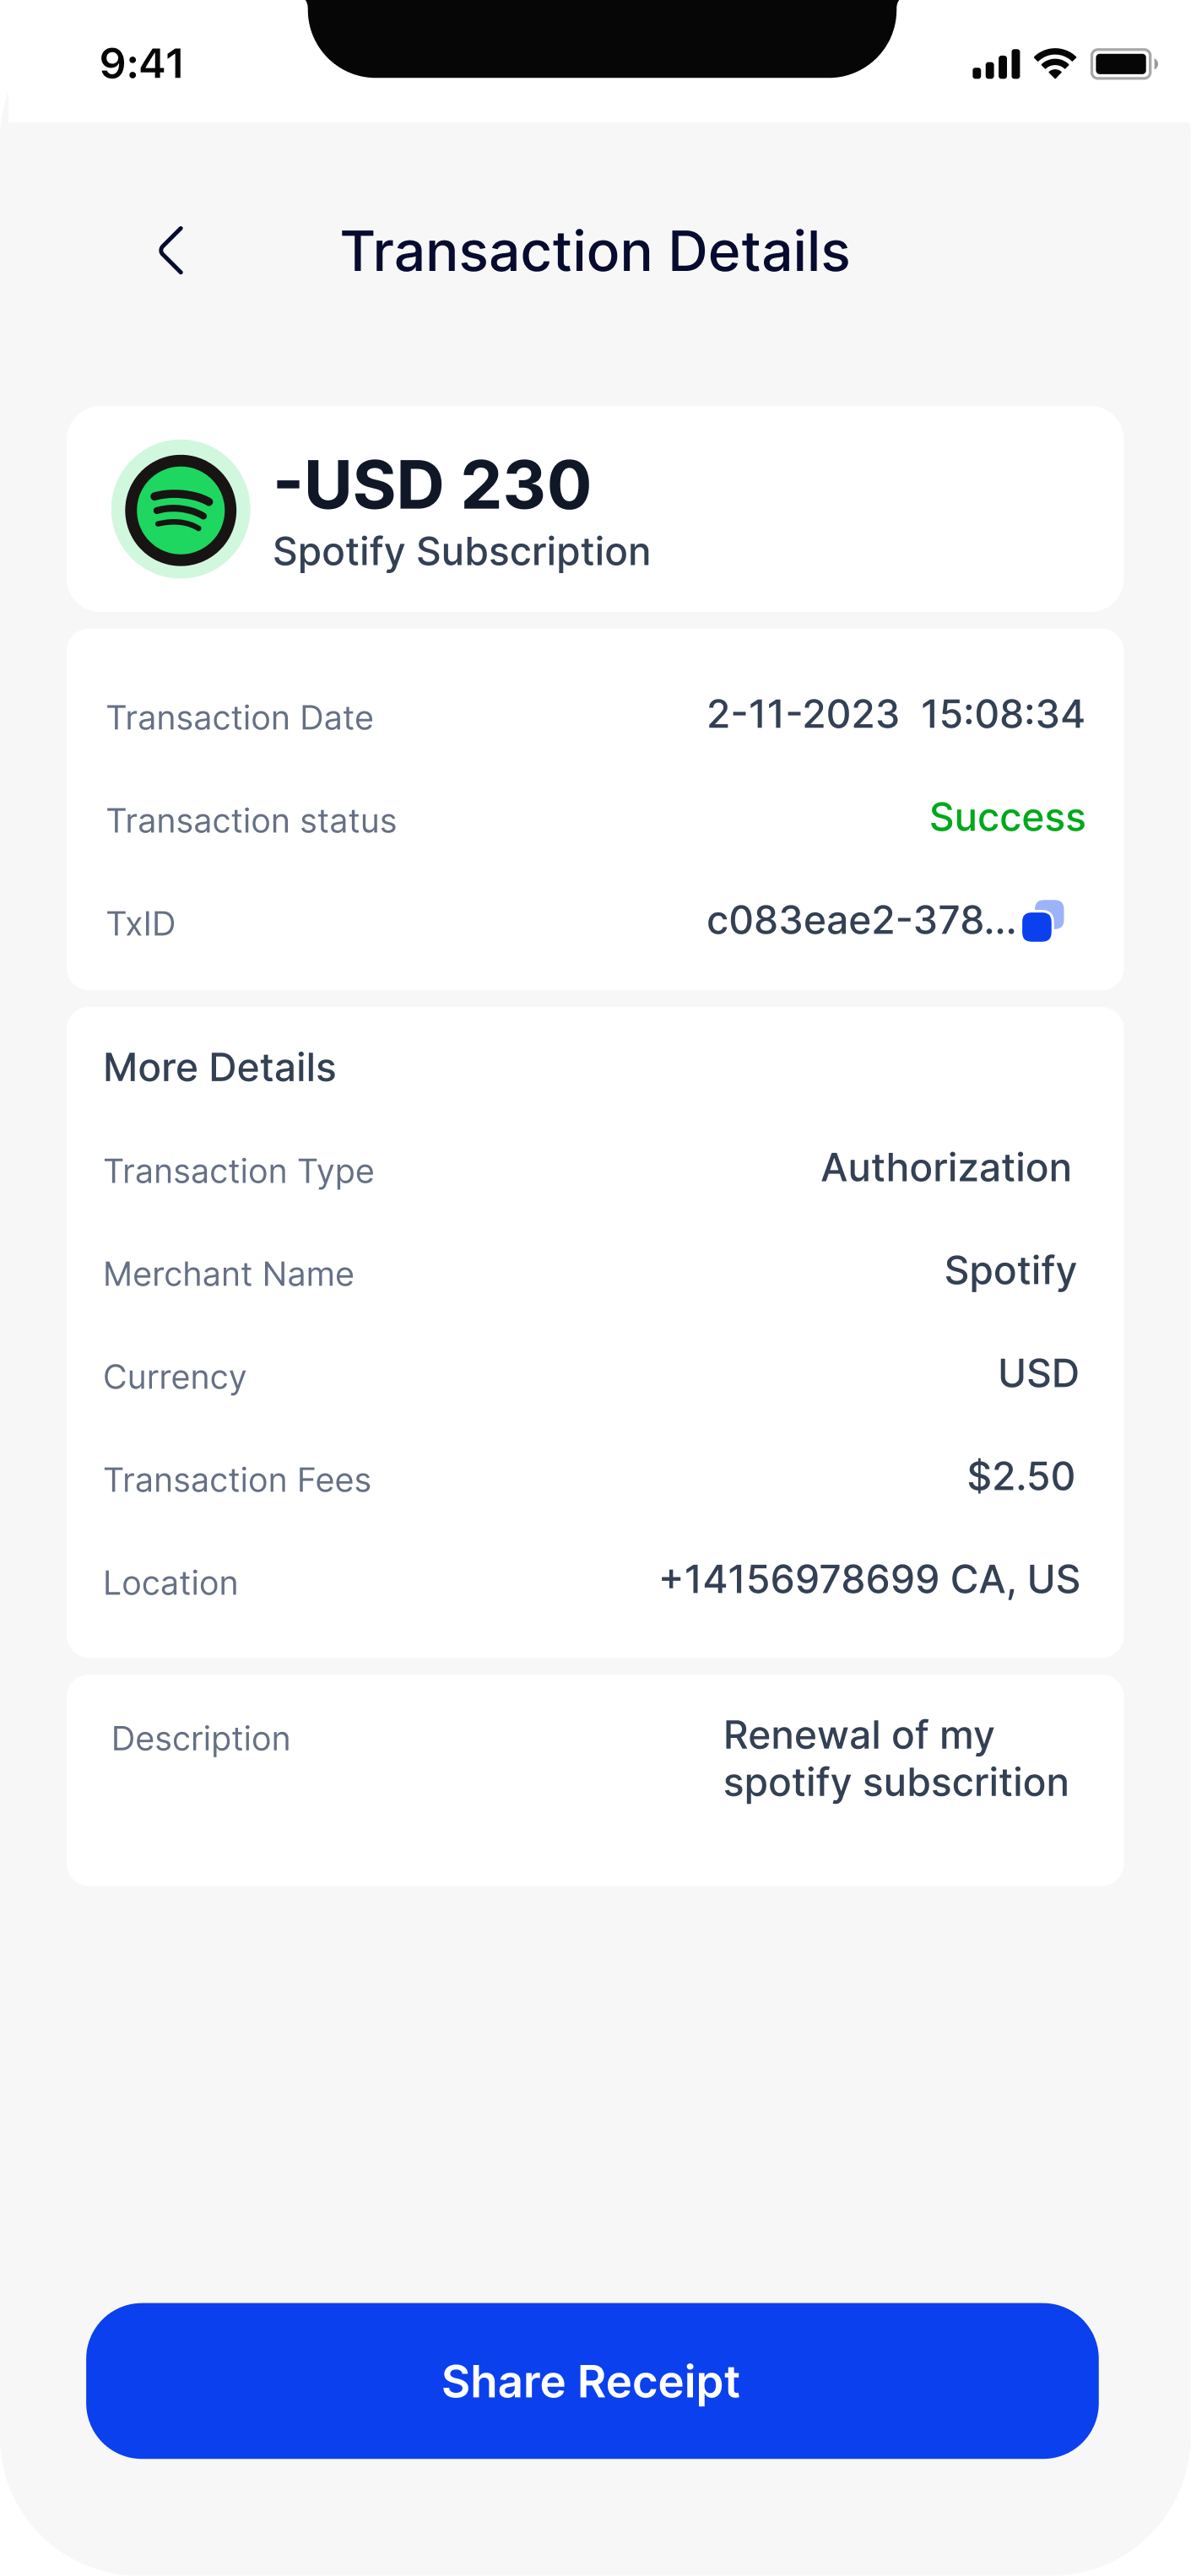 9:41
Transaction Details
-USD 230
Spotify Subscription
Transaction Date 2-11-2023 15:08:34
Transaction status Success
TxID c083eae2-378...
More Details
Transaction Type Authorization
Merchant Name Spotify
Currency USD
Transaction Fees $2.50
Location +14156978699 CA, US
Description Renewal of my
spotify subscrition
Share Receipt